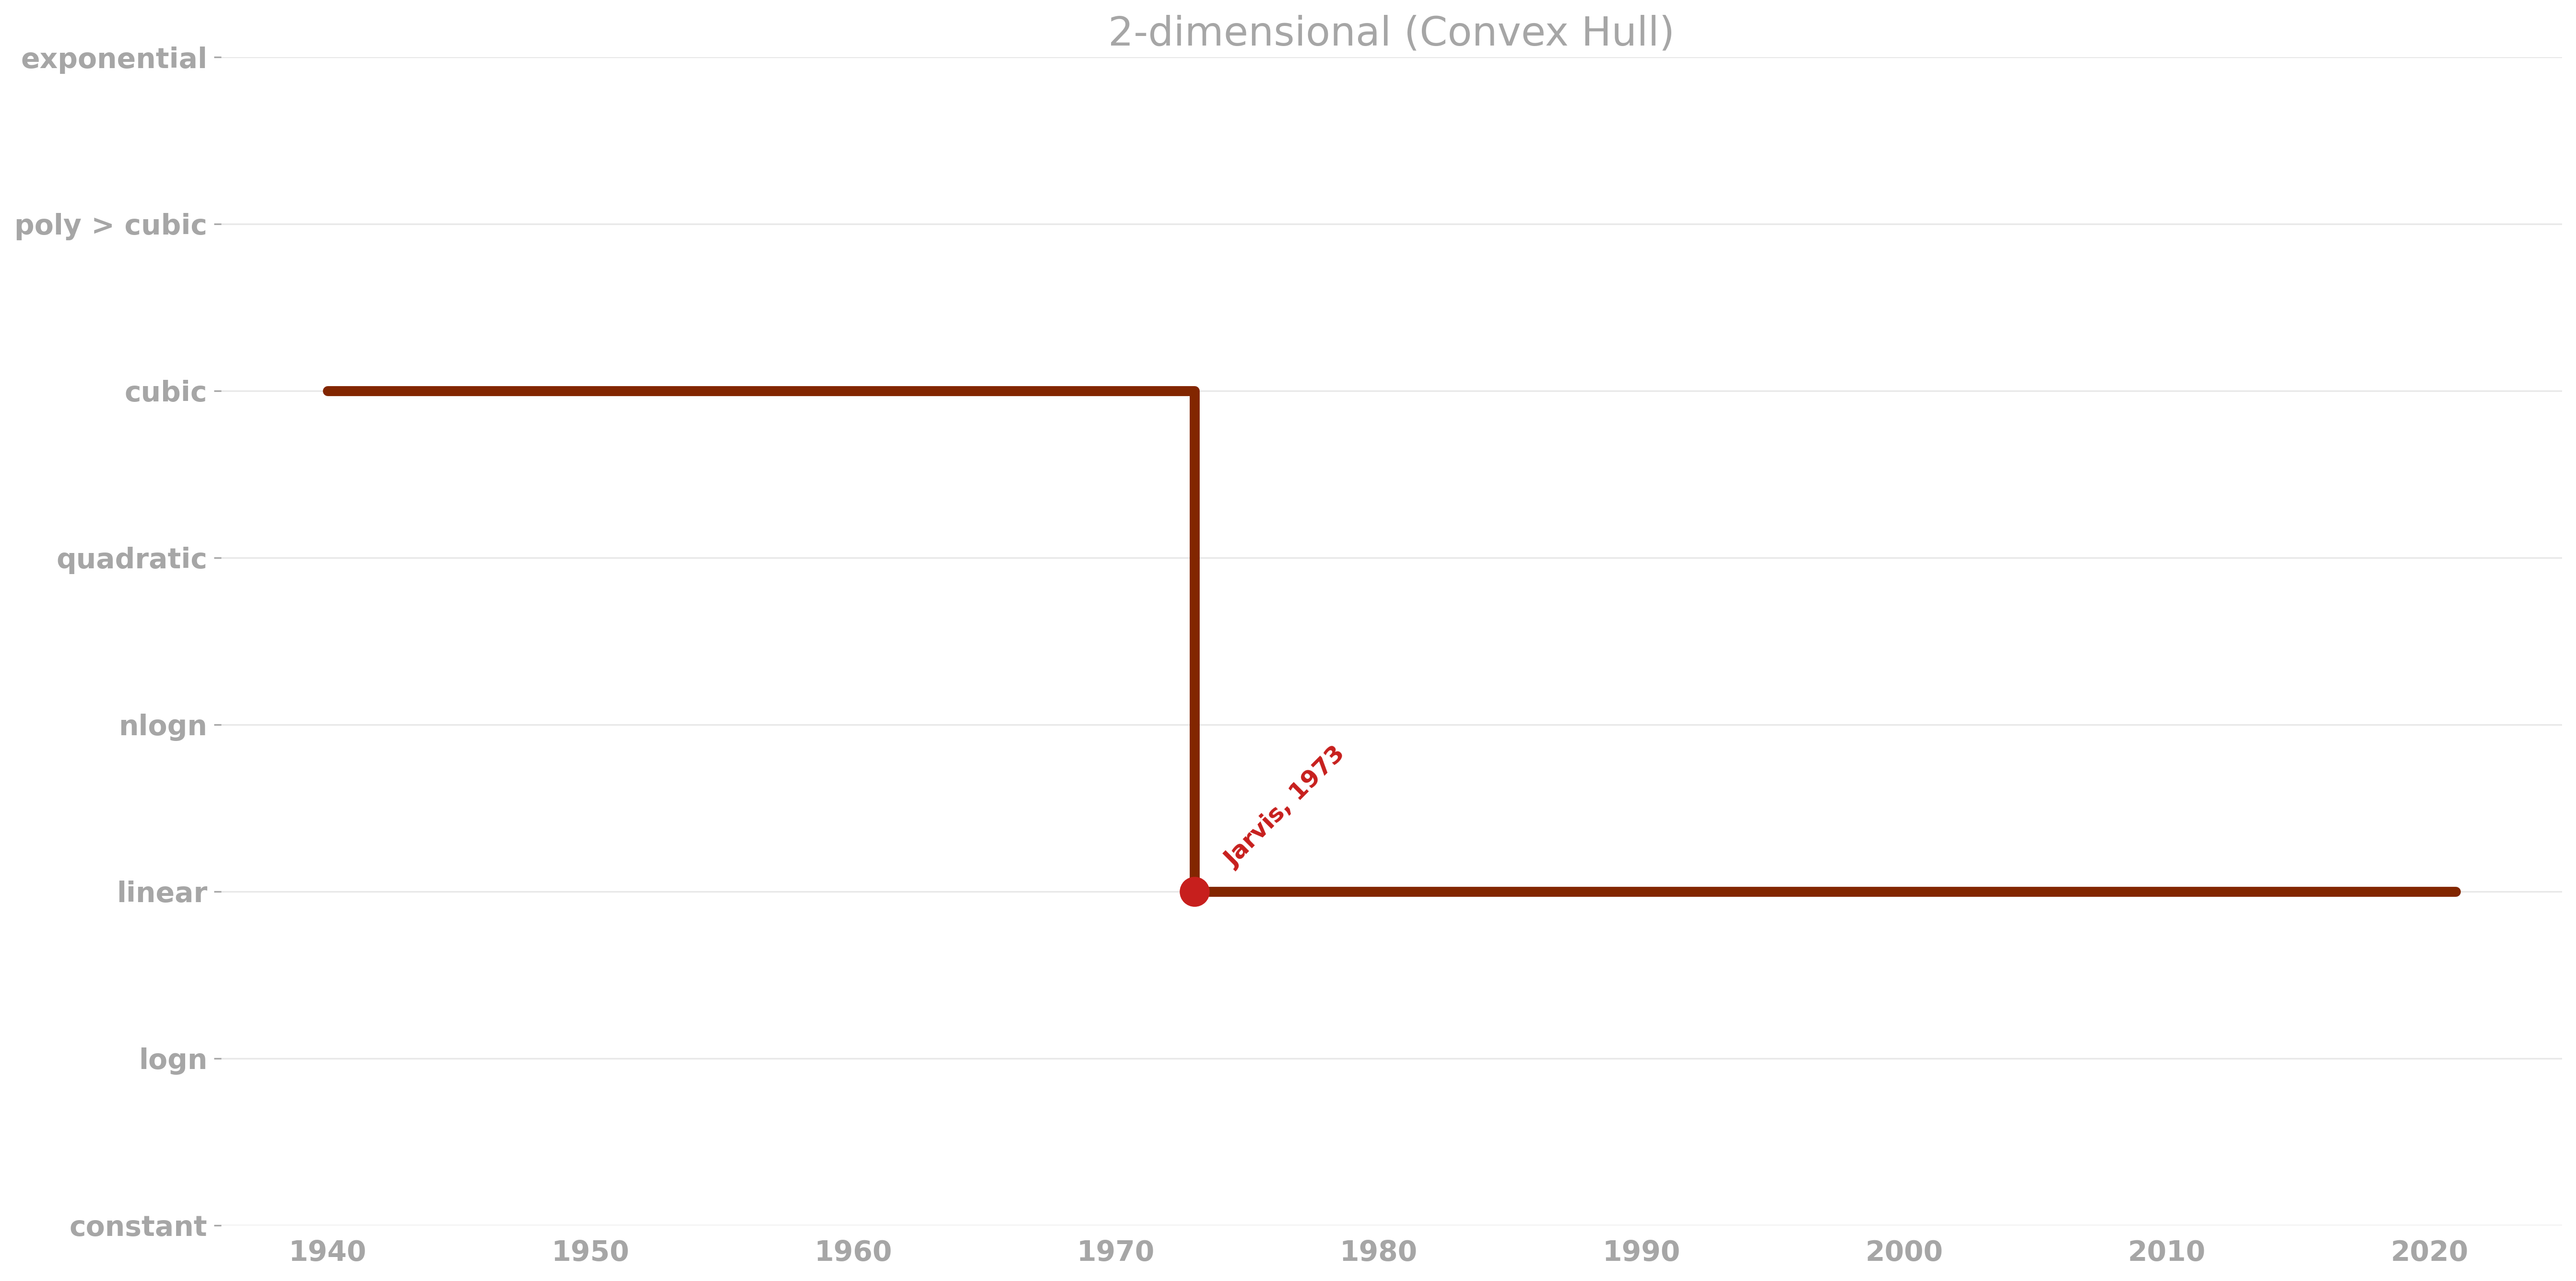 2-dimensional (Convex Hull)
exponential
poly > cubic
cubic
quadratic
nlogn
linear
logn
constant
Jarvis, 1973
1940 1950 1960 1970 1980 1990 2000 2010 2020